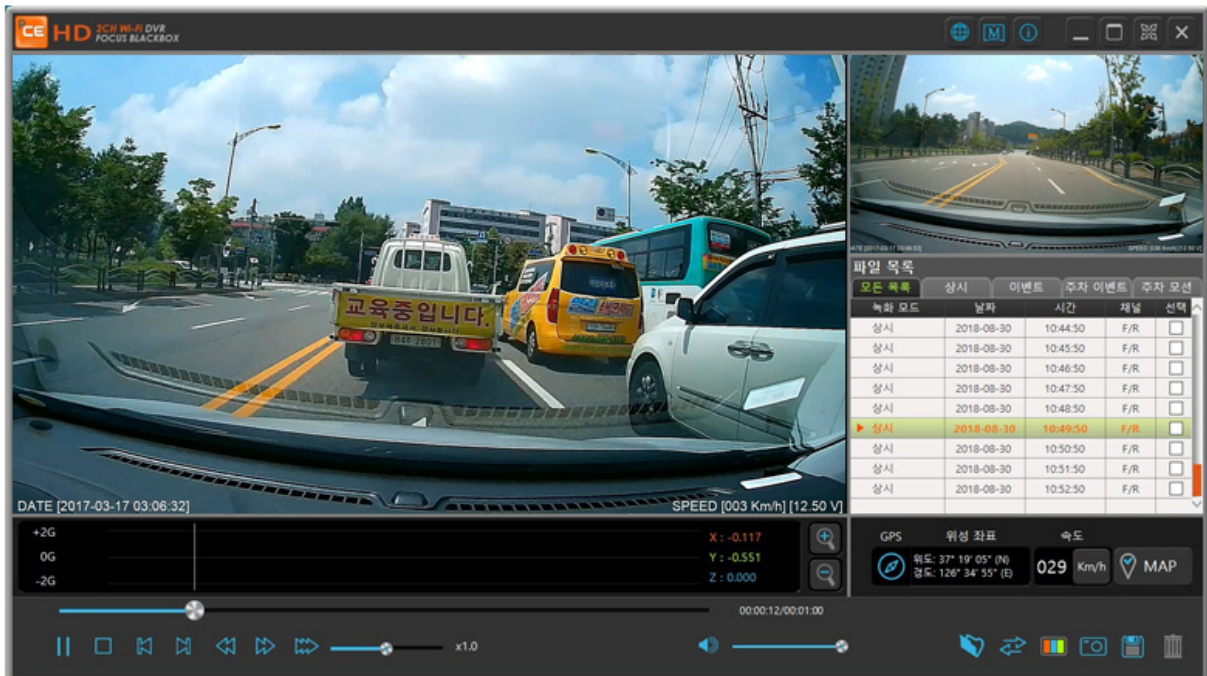 CE HD 2CH Wi-Fi DVR
FOCUS BLACKBOX
M
교육중입니다.
DATE [2017-03-17 03:06:32]
SPEED [003 Km/h] [12.50 V]
파일 목록
모든 목록 상시 이벤트 주차 이벤트 주차 모션
녹화 모드 날짜 시간 채널 선택
상시 2018-08-30 10:44:50 F/R
상시 2018-08-30 10:45:50 F/R
상시 2018-08-30 10:46:50 F/R
상시 2018-08-30 10:47:50 F/R
상시 2018-08-30 10:48:50 F/R
상시 2018-08-30 10:49:50 F/R
상시 2018-08-30 10:50:50 F/R
상시 2018-08-30 10:51:50 F/R
상시 2018-08-30 10:52:50 F/R
+2G
0G
-2G
X : -0.117
Y : -0.551
Z : 0.000
GPS 위성 좌표 속도
위도: 37° 19' 05" (N)
경도: 126° 34' 55" (E)
029 Km/h MAP
00:00:12/00:01:00
x1.0